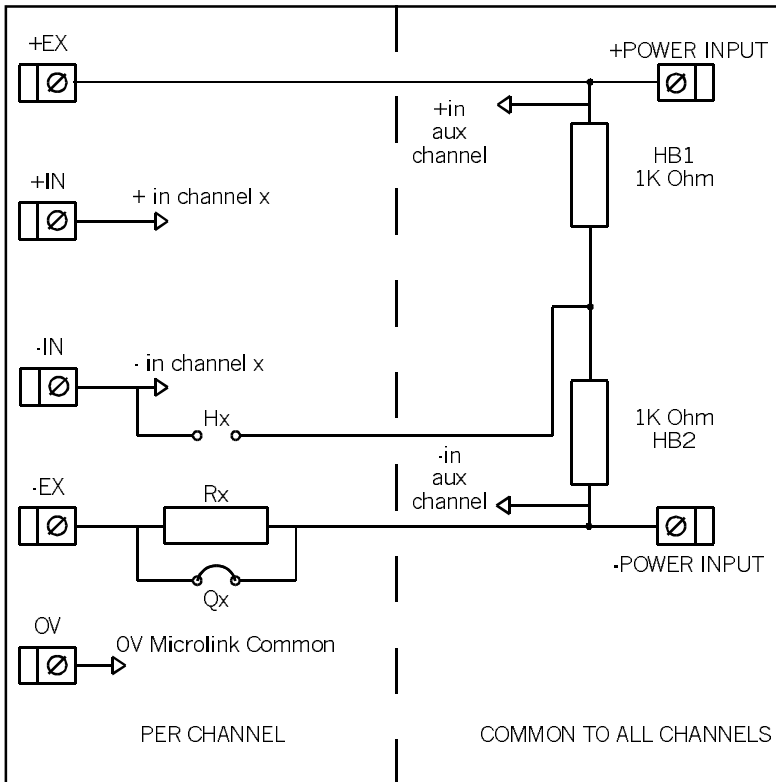 +EX
+POWER INPUT
+in
aux
channel
HB1
1K Ohm
+IN
+ in channel x
-IN
- in channel x
Hx
1K Ohm
HB2
-in
aux
channel
-EX
Rx
Qx
-POWER INPUT
0V
0V Microlink Common
PER CHANNEL
COMMON TO ALL CHANNELS